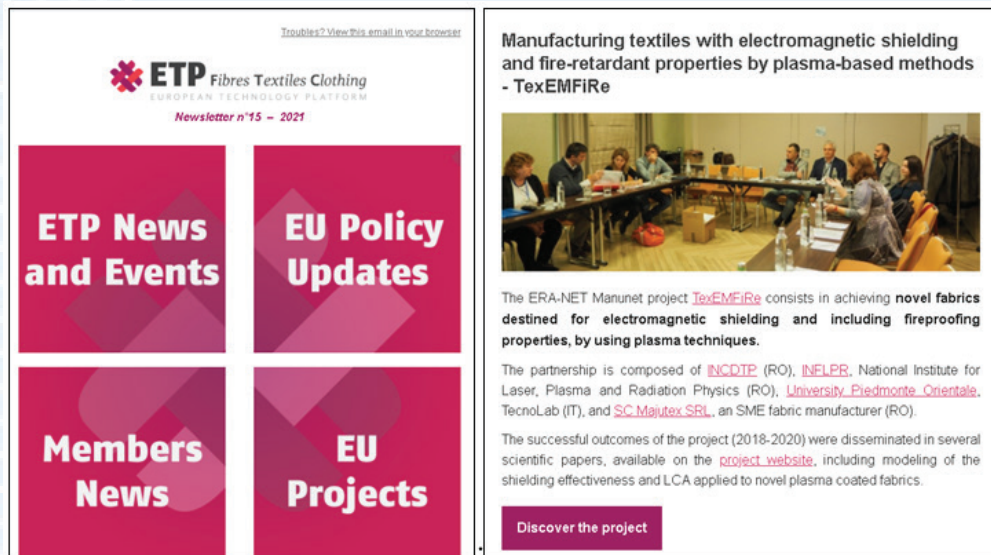 Troubles? View this email in your browser
ETP Fibres Textiles Clothing
EUROPEAN TECHNOLOGY PLATFORM
Newsletter n°15 – 2021
ETP News
and Events
EU Policy
Updates
Members
News
EU
Projects
Manufacturing textiles with electromagnetic shielding
and fire-retardant properties by plasma-based methods
- TexEMFiRe
The ERA-NET Manunet project TexEMFiRe consists in achieving novel fabrics
destined for electromagnetic shielding and including fireproofing
properties, by using plasma techniques.
The partnership is composed of INCDTP (RO), INFLPR, National Institute for
Laser, Plasma and Radiation Physics (RO), University Piedmonte Orientale,
TecnoLab (IT), and SC Majutex SRL, an SME fabric manufacturer (RO).
The successful outcomes of the project (2018-2020) were disseminated in several
scientific papers, available on the project website, including modeling of the
shielding effectiveness and LCA applied to novel plasma coated fabrics.
Discover the project